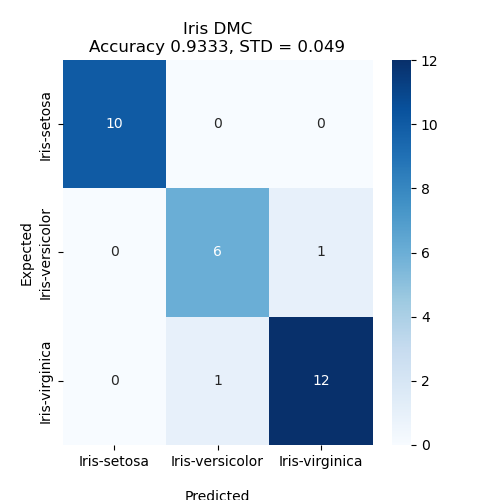 Iris DMC
Accuracy 0.9333, STD = 0.049
Expected
Iris-setosa
10 0 0
Iris-versicolor
0 6 1
Iris-virginica
0 1 12
Iris-setosa Iris-versicolor Iris-virginica
Predicted
12
10
8
6
4
2
0